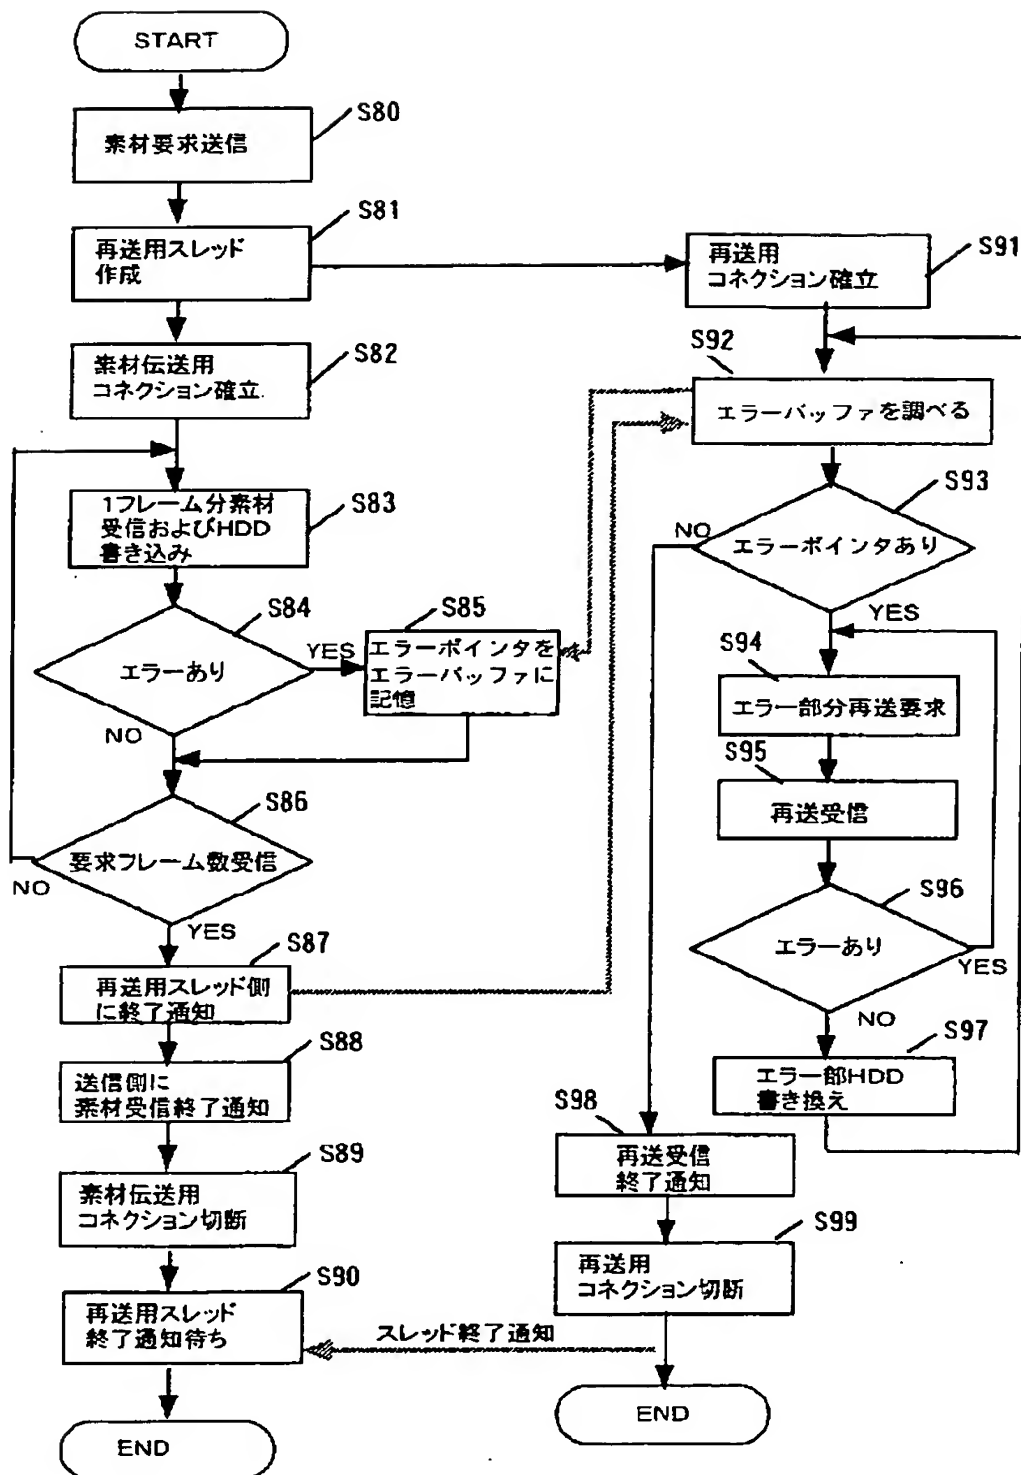 START
S80
素材要求送信
S81
再送用スレッド
作成
S82
素材伝送用
コネクション確立
S83
1フレーム分素材
受信およびHDD
書き込み
S84
エラーあり
YES
NO
S85
エラーポインタを
エラーバッファに
記憶
S86
要求フレーム数受信
NO
YES
S87
再送用スレッド側
に終了通知
S88
送信側に
素材受信終了通知
S89
素材伝送用
コネクション切断
S90
再送用スレッド
終了通知待ち
END
S91
再送用
コネクション確立
S92
エラーバッファを調べる
S93
エラーポインタあり
NO
YES
S94
エラー部分再送要求
S95
再送受信
S96
エラーあり
YES
NO
S97
エラー部HDD
書き換え
S98
再送受信
終了通知
S99
再送用
コネクション切断
スレッド終了通知
END